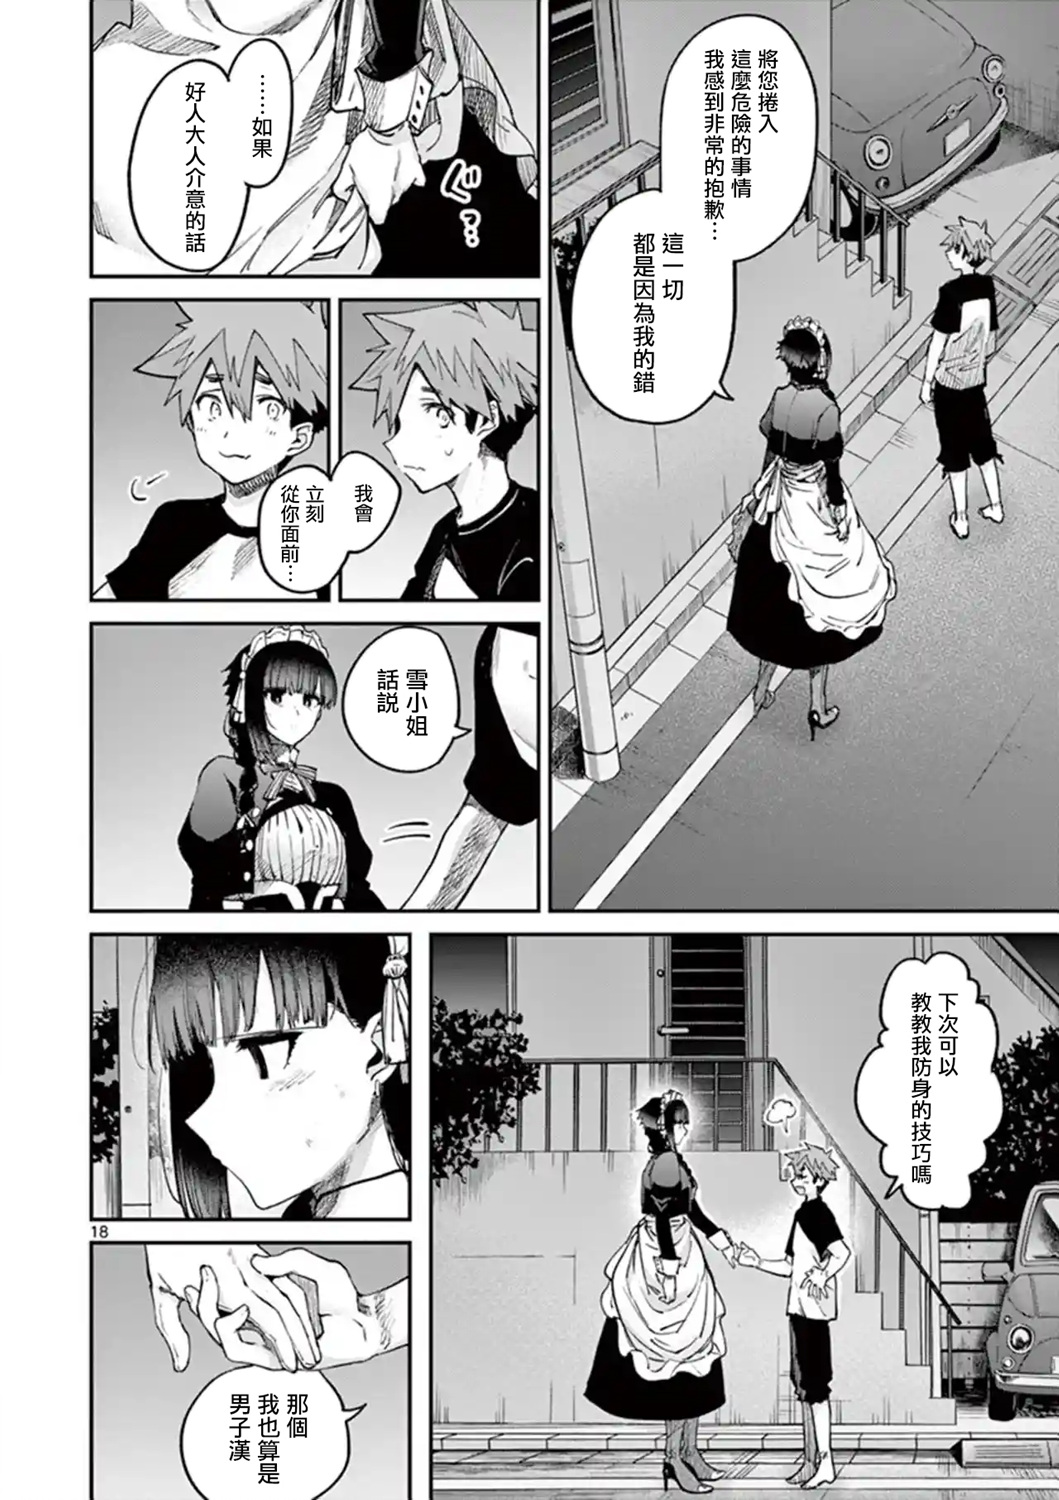 將您捲入
這麼危險的事情
我感到非常的抱歉…
這一切
都是因為我的錯
……如果
好人大人介意的話
ぐっ?
我會
立刻
從你面前…
雪小姐
話説
下次可以
教教我防身的技巧嗎
18
那個
我也算是
男子漢